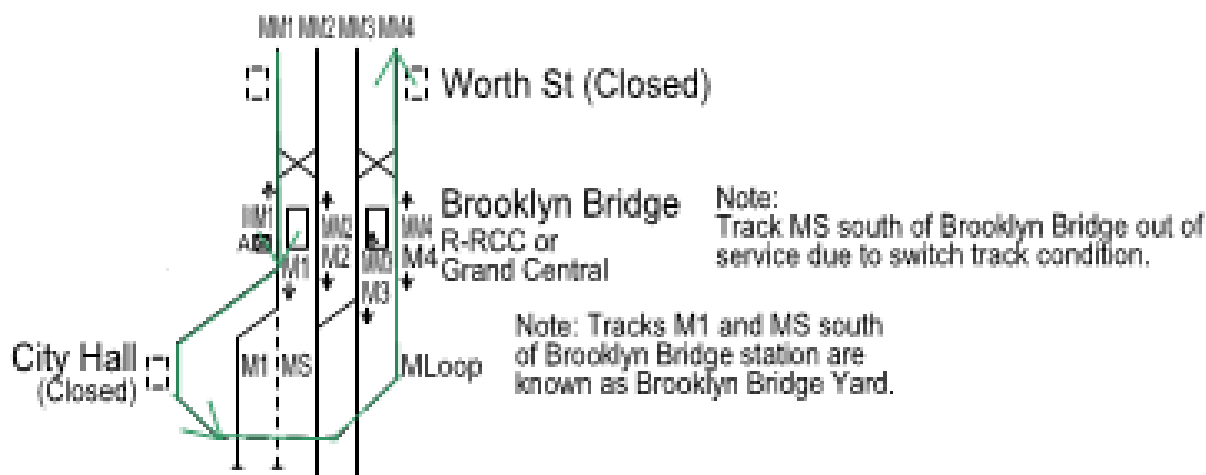 MM1 MM2 MM3 MM4
Worth St (Closed)
Brooklyn Bridge
R-RCC or
Grand Central
Note:
Track MS south of Brooklyn Bridge out of
service due to switch track condition.
MM1
MM2
MM3
MM4
M1
M2
M3
M4
Note: Tracks M1 and MS south
of Brooklyn Bridge station are
known as Brooklyn Bridge Yard.
City Hall
(Closed)
M1 MS
MLoop